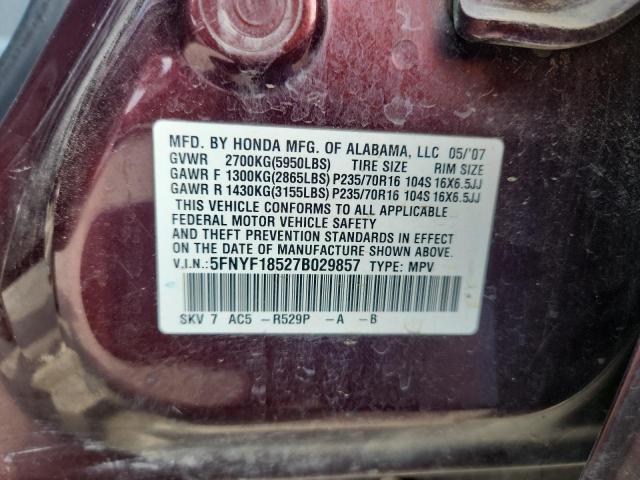 MFD. BY HONDA MFG. OF ALABAMA, LLC 05/'07
GVWR 2700KG(5950LBS) TIRE SIZE RIM SIZE
GAWR F 1300KG(2865LBS) P235/70R16 104S 16X6.5JJ
GAWR R 1430KG(3155LBS) P235/70R16 104S 16X6.5JJ
THIS VEHICLE CONFORMS TO ALL APPLICABLE
FEDERAL MOTOR VEHICLE SAFETY
AND THEFT PREVENTION STANDARDS IN EFFECT
ON THE DATE OF MANUFACTURE SHOWN ABOVE.
V.I.N.: 5FNYF18527B029857 TYPE: MPV
SKV 7 AC5 -R529P -A -B